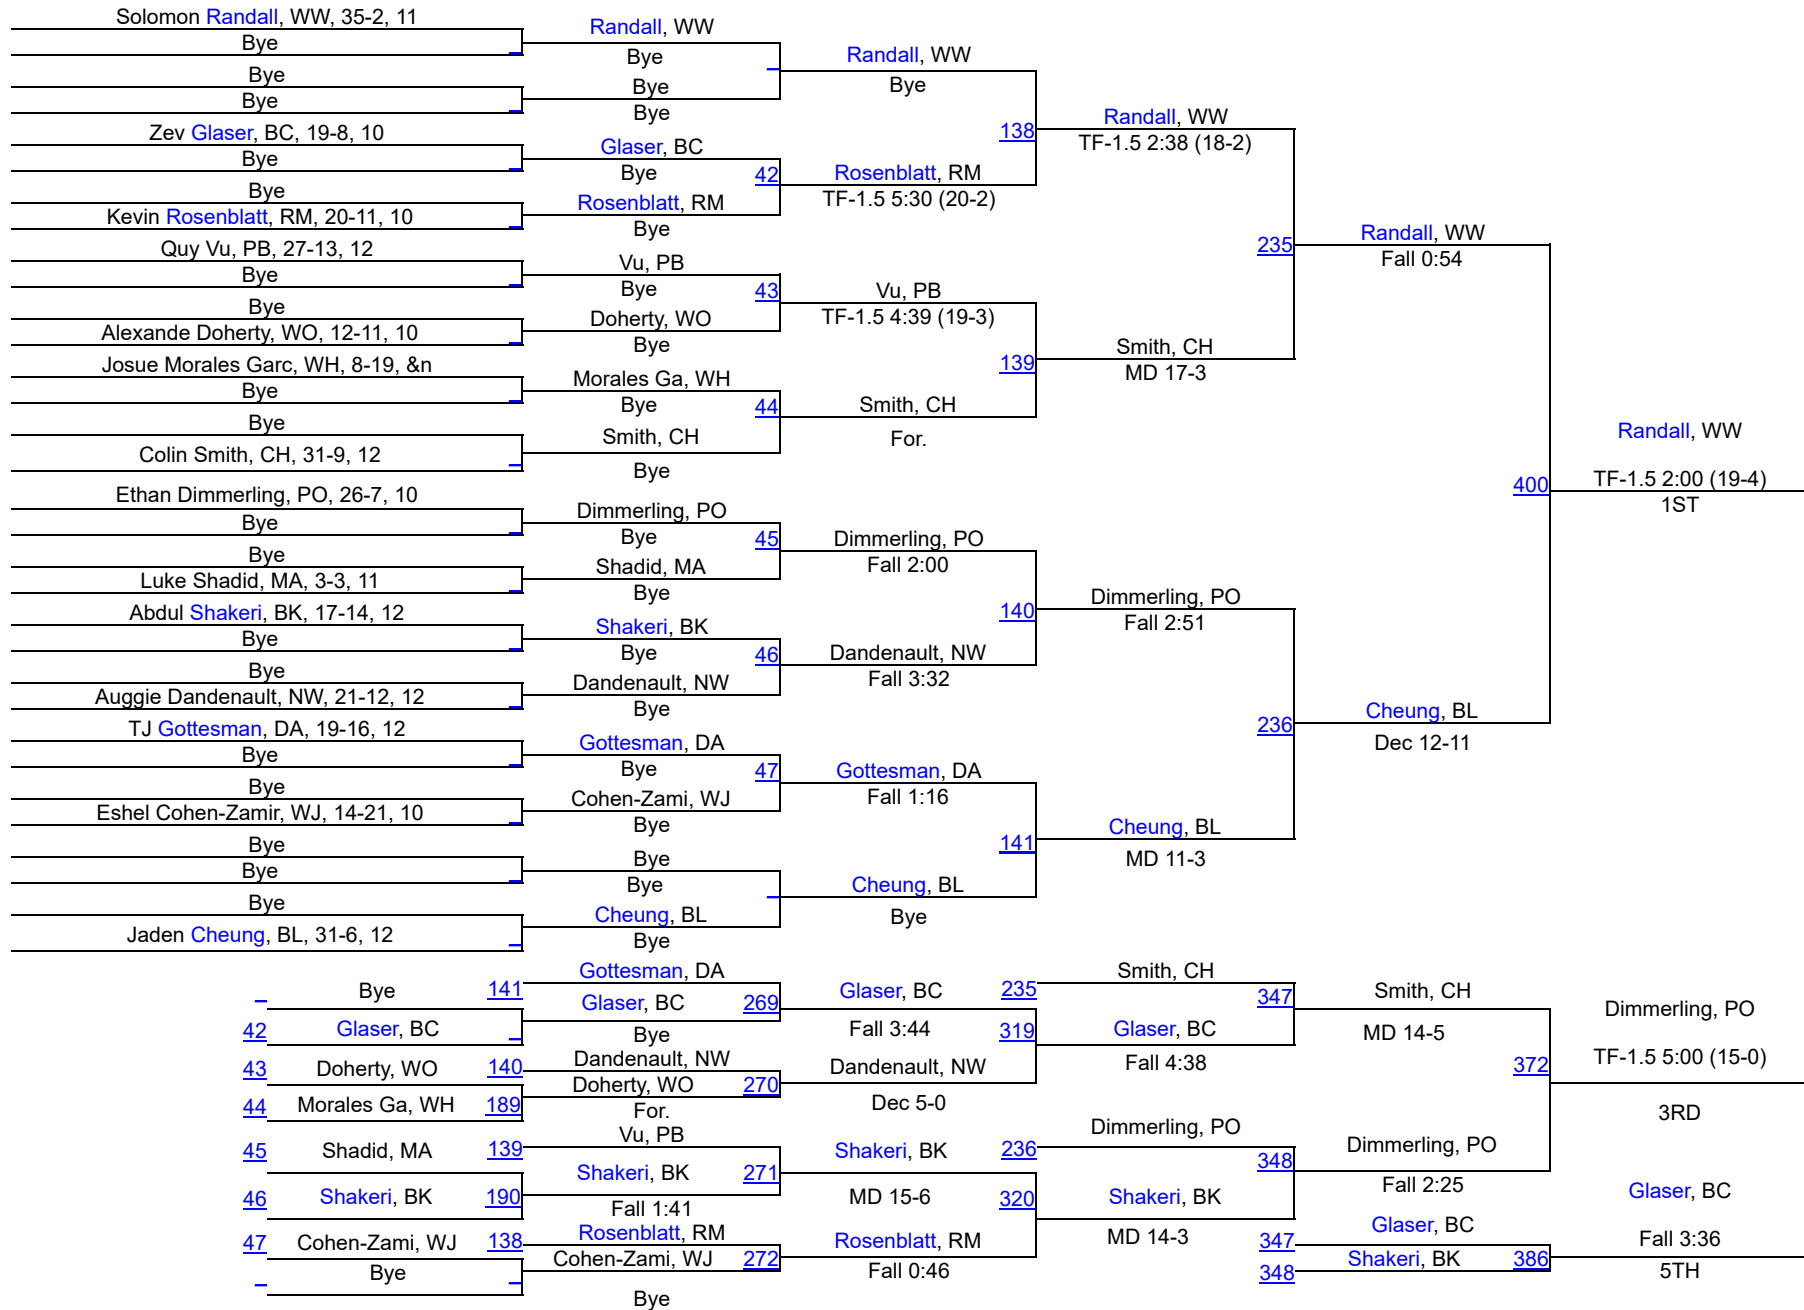 Solomon Randall, WW, 35-2, 11
Bye
Bye
Bye
Zev Glaser, BC, 19-8, 10
Bye
Bye
Kevin Rosenblatt, RM, 20-11, 10
Quy Vu, PB, 27-13, 12
Bye
Bye
Alexande Doherty, WO, 12-11, 10
Josue Morales Garc, WH, 8-19, &n
Bye
Bye
Colin Smith, CH, 31-9, 12
Ethan Dimmerling, PO, 26-7, 10
Bye
Bye
Luke Shadid, MA, 3-3, 11
Abdul Shakeri, BK, 17-14, 12
Bye
Bye
Auggie Dandenault, NW, 21-12, 12
TJ Gottesman, DA, 19-16, 12
Bye
Bye
Eshel Cohen-Zamir, WJ, 14-21, 10
Bye
Bye
Bye
Jaden Cheung, BL, 31-6, 12
Randall, WW
Bye
Bye
Bye
Glaser, BC
Bye
42
Rosenblatt, RM
Bye
Vu, PB
Bye
43
Doherty, WO
Bye
Morales Ga, WH
Bye
44
Smith, CH
Bye
Dimmerling, PO
Bye
45
Shadid, MA
Bye
Shakeri, BK
Bye
46
Dandenault, NW
Bye
Gottesman, DA
Bye
47
Cohen-Zami, WJ
Bye
Bye
Bye
Cheung, BL
Bye
Randall, WW
Bye
138
Rosenblatt, RM
TF-1.5 5:30 (20-2)
Vu, PB
TF-1.5 4:39 (19-3)
139
Smith, CH
For.
Dimmerling, PO
Fall 2:00
140
Dandenault, NW
Fall 3:32
Gottesman, DA
Fall 1:16
141
Cheung, BL
Bye
Randall, WW
TF-1.5 2:38 (18-2)
235
Smith, CH
MD 17-3
Dimmerling, PO
Fall 2:51
236
Cheung, BL
MD 11-3
Randall, WW
Fall 0:54
400
Cheung, BL
Dec 12-11
Randall, WW
TF-1.5 2:00 (19-4)
1ST
Bye
42
Glaser, BC
43
Doherty, WO
44
Morales Ga, WH
45
Shadid, MA
46
Shakeri, BK
47
Cohen-Zami, WJ
Bye
141
Gottesman, DA
Glaser, BC
269
Bye
140
Dandenault, NW
Doherty, WO
270
189
For.
139
Vu, PB
Shakeri, BK
271
190
Fall 1:41
138
Rosenblatt, RM
Cohen-Zami, WJ
272
Bye
Glaser, BC
Fall 3:44
319
Dandenault, NW
Dec 5-0
Shakeri, BK
MD 15-6
320
Rosenblatt, RM
Fall 0:46
235
Smith, CH
347
Glaser, BC
Fall 4:38
236
Dimmerling, PO
348
Shakeri, BK
MD 14-3
Smith, CH
MD 14-5
372
Dimmerling, PO
Fall 2:25
Dimmerling, PO
TF-1.5 5:00 (15-0)
3RD
347
Glaser, BC
348
Shakeri, BK
386
Glaser, BC
Fall 3:36
5TH